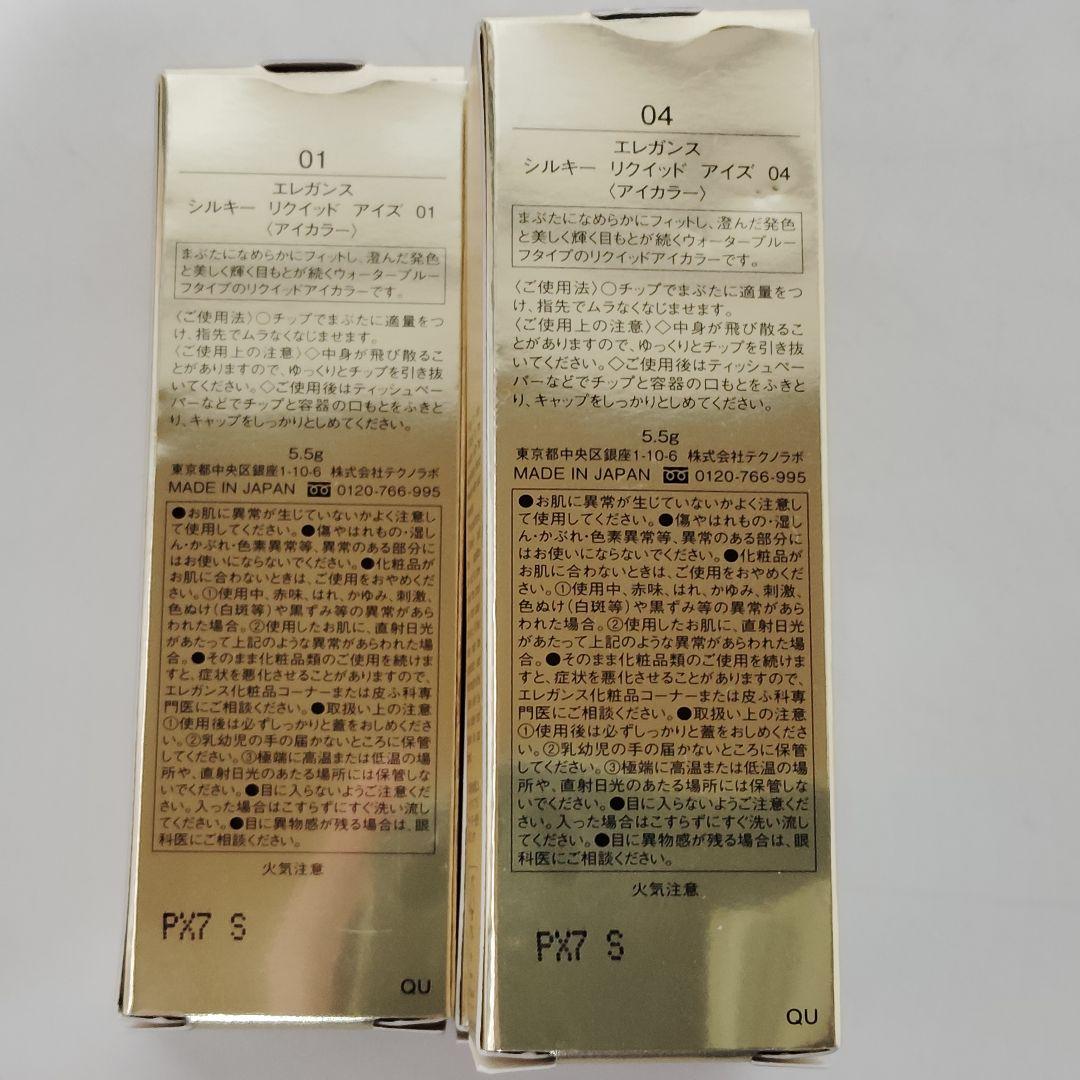 01
エレガンス
シルキー リクイッド アイズ 01
〈アイカラー〉
まぶたになめらかにフィットし、澄んだ発色
と美しく輝く目もとが続くウォータープルー
フタイプのリクイッドアイカラーです。
〈ご使用法〉○チップでまぶたに適量をつ
け、指先でムラなくなじませます。
〈ご使用上の注意〉◇中身が飛び散るこ
とがありますので、ゆっくりとチップを引き抜
いてください。◇ご使用後はティッシュペー
パーなどでチップと容器の口もとをふきと
り、キャップをしっかりとしめてください。
5.5g
東京都中央区銀座1-10-6 株式会社テクノラボ
MADE IN JAPAN 0120-766-995
●お肌に異常が生じていないかよく注意し
て使用してください。●傷やはれもの・湿し
ん・かぶれ・色素異常等、異常のある部分に
はお使いにならないでください。●化粧品が
お肌に合わないときは、ご使用をおやめくだ
さい。①使用中、赤味、はれ、かゆみ、刺激、
色ぬけ(白斑等)や黒ずみ等の異常があら
われた場合。②使用したお肌に、直射日光
があたって上記のような異常があらわれた場
合。●そのまま化粧品類のご使用を続けま
すと、症状を悪化させることがありますので、
エレガンス化粧品コーナーまたは皮ふ科専
門医にご相談ください。●取扱い上の注意
①使用後は必ずしっかりと蓋をおしめくださ
い。②乳幼児の手の届かないところに保管
してください。③極端に高温または低温の場
所や、直射日光のあたる場所には保管しな
いでください。●目に入らないようご注意くだ
さい。入った場合はこすらずにすぐ洗い流し
てください。●目に異物感が残る場合は、眼
科医にご相談ください。
火気注意
PX7 S
QU
04
エレガンス
シルキー リクイッド アイズ 04
〈アイカラー〉
まぶたになめらかにフィットし、澄んだ発色
と美しく輝く目もとが続くウォータープルー
フタイプのリクイッドアイカラーです。
〈ご使用法〉○チップでまぶたに適量をつ
け、指先でムラなくなじませます。
〈ご使用上の注意〉◇中身が飛び散るこ
とがありますので、ゆっくりとチップを引き抜
いてください。◇ご使用後はティッシュペー
パーなどでチップと容器の口もとをふきと
り、キャップをしっかりとしめてください。
5.5g
東京都中央区銀座1-10-6 株式会社テクノラボ
MADE IN JAPAN 0120-766-995
●お肌に異常が生じていないかよく注意し
て使用してください。●傷やはれもの・湿し
ん・かぶれ・色素異常等、異常のある部分に
はお使いにならないでください。●化粧品が
お肌に合わないときは、ご使用をおやめくだ
さい。①使用中、赤味、はれ、かゆみ、刺激、
色ぬけ(白斑等)や黒ずみ等の異常があら
われた場合。②使用したお肌に、直射日光
があたって上記のような異常があらわれた場
合。●そのまま化粧品類のご使用を続けま
すと、症状を悪化させることがありますので、
エレガンス化粧品コーナーまたは皮ふ科専
門医にご相談ください。●取扱い上の注意
①使用後は必ずしっかりと蓋をおしめくださ
い。②乳幼児の手の届かないところに保管
してください。③極端に高温または低温の場
所や、直射日光のあたる場所には保管しな
いでください。●目に入らないようご注意くだ
さい。入った場合はこすらずにすぐ洗い流し
てください。●目に異物感が残る場合は、眼
科医にご相談ください。
火気注意
PX7 S
QU